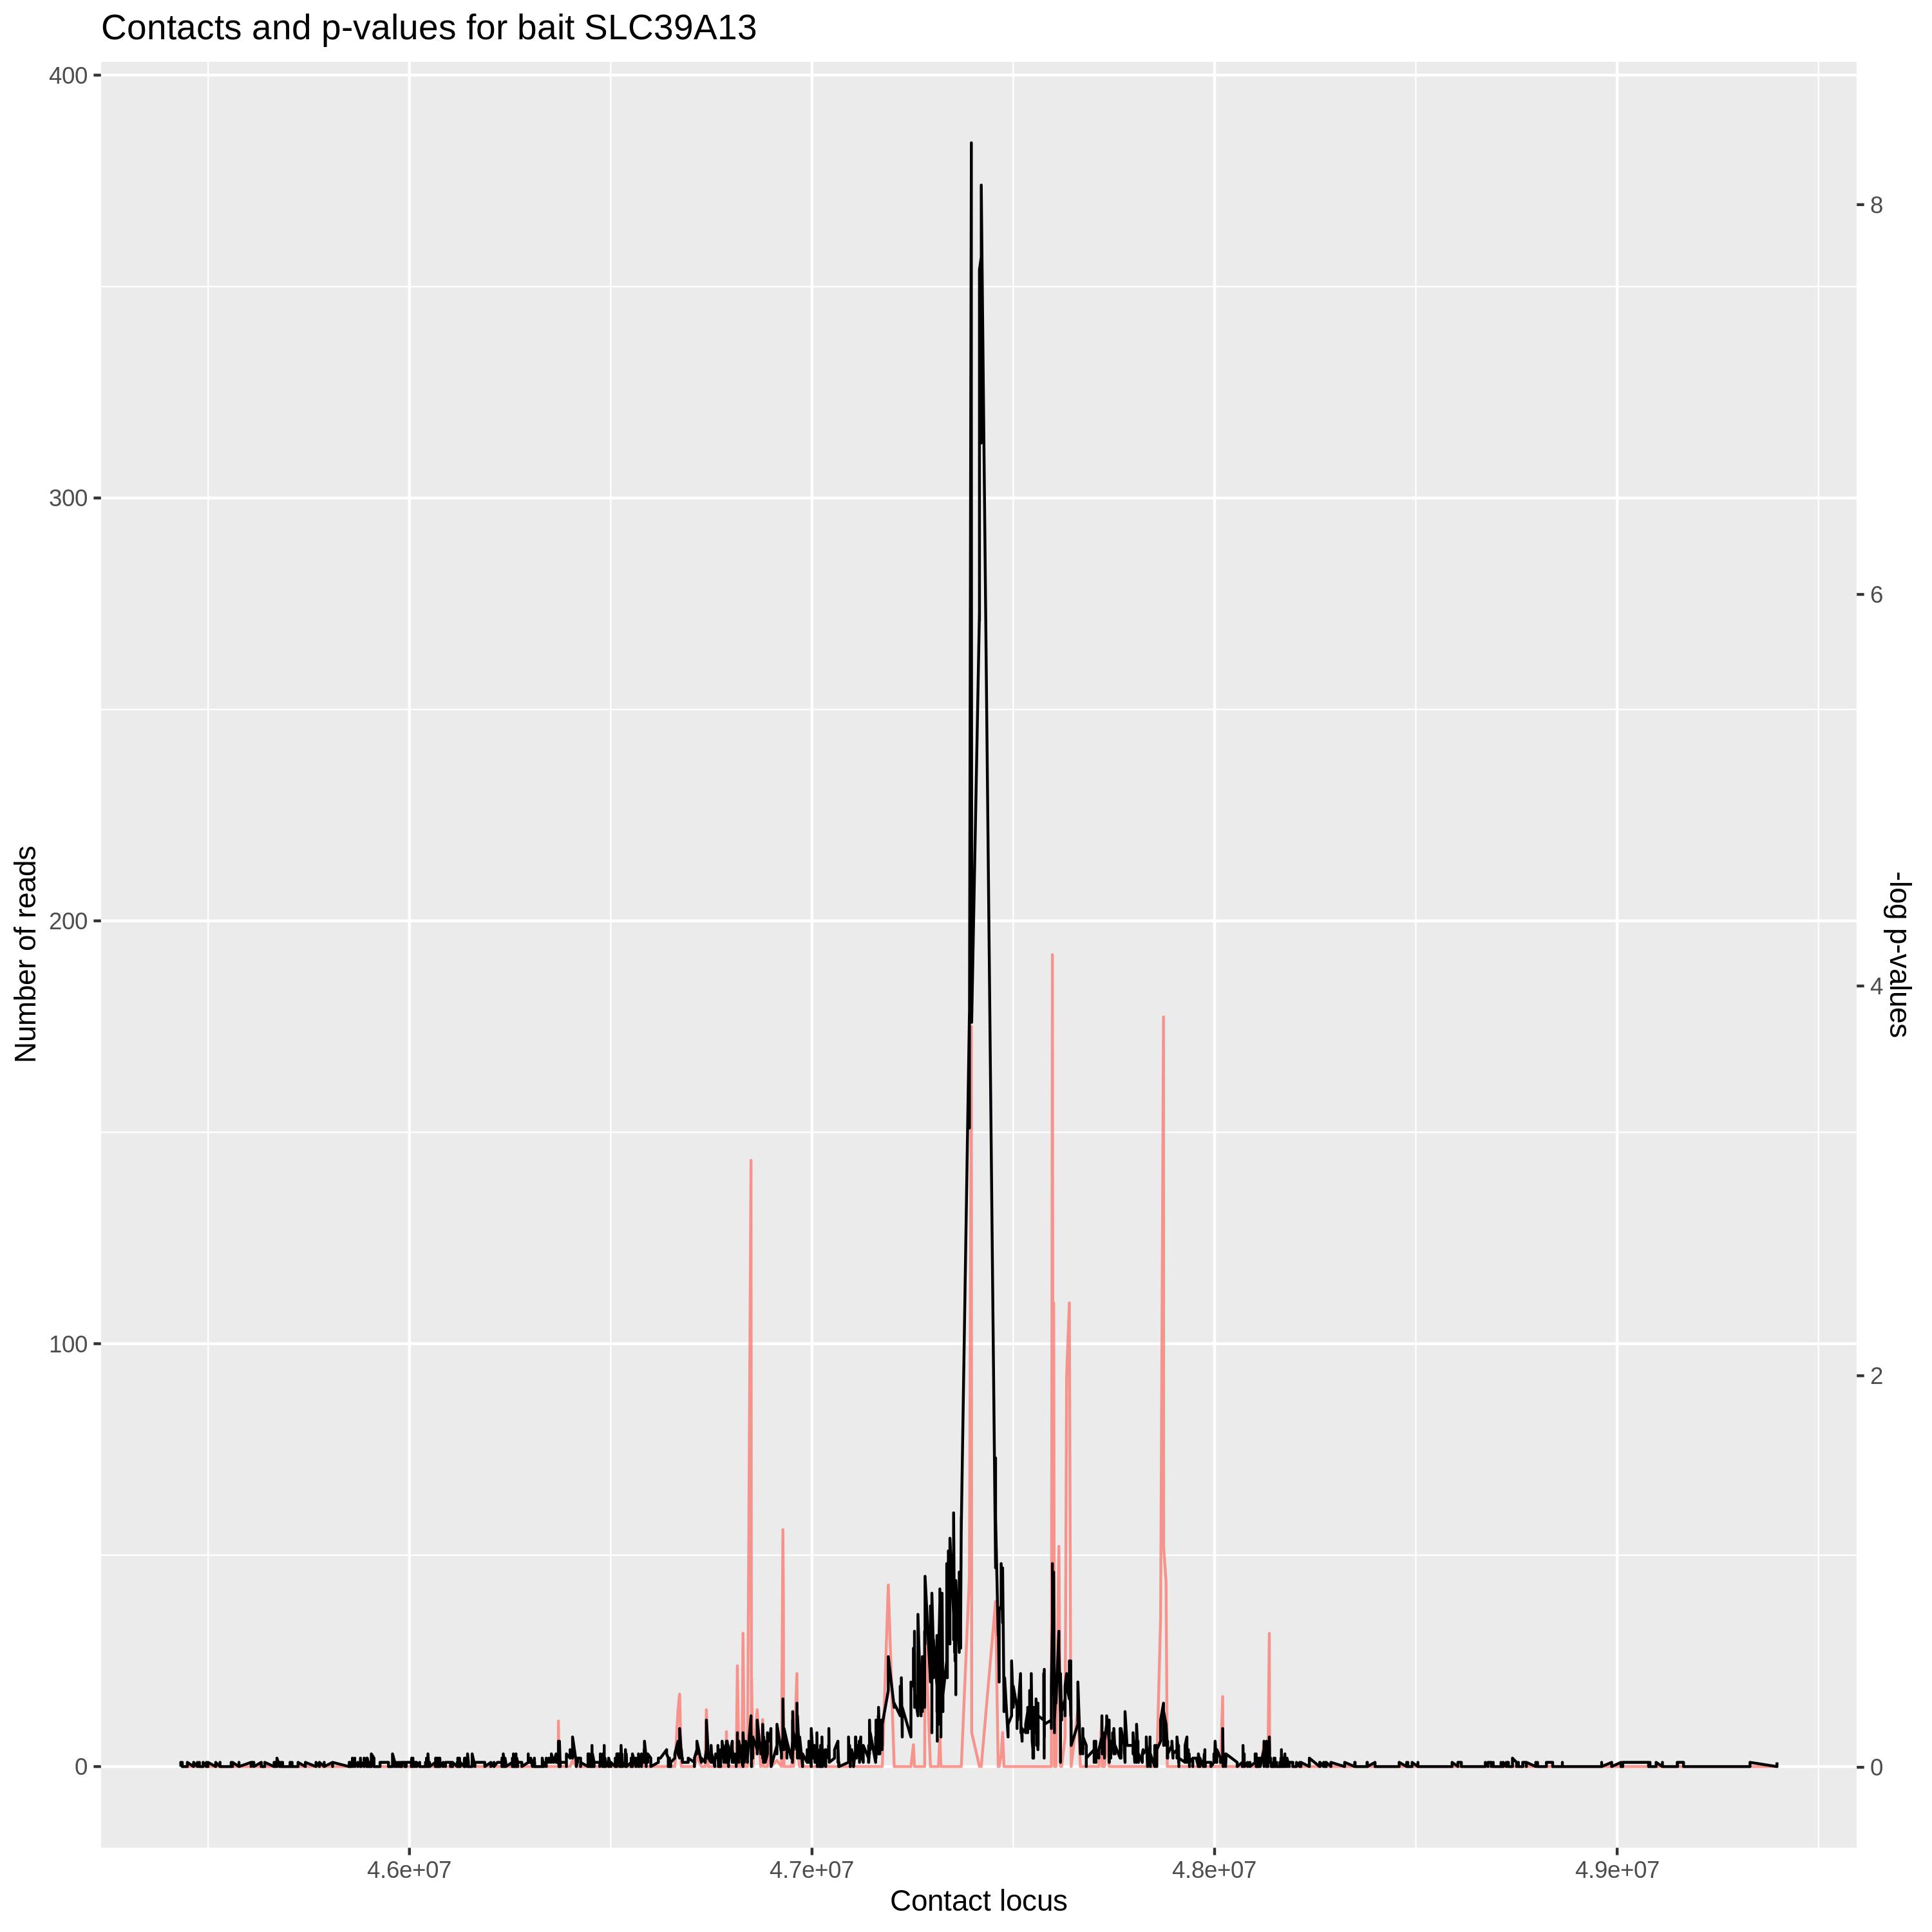 Contacts and p-values for bait SLC39A13
400
300
200
100
0
Number of reads
8
6
4
2
0
-log p-values
4.6e+07
4.7e+07
4.8e+07
4.9e+07
Contact locus